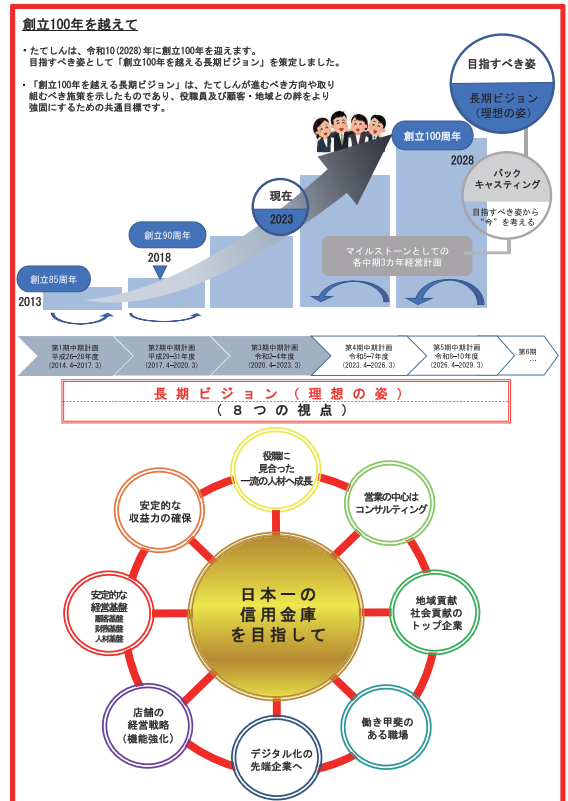 創立100年を越えて
・たてしんは、令和10(2028)年に創立100年を迎えます。
目指すべき姿として「創立100年を越える長期ビジョン」を策定しました。
・「創立100年を越える長期ビジョン」は、たてしんが進むべき方向や取り
組むべき施策を示したものであり、役職員及び顧客・地域との絆をより
強固にするための共通目標です。
目指すべき姿
長期ビジョン
(理想の姿)
創立100周年
2028
バック
キャスティング
目指すべき姿から
“今”を考える
現在
2023
創立90周年
2018
マイルストーンとしての
各中期3カ年経営計画
創立85周年
2013
第1期中期計画
平成26–28年度
(2014.4–2017.3)
第2期中期計画
平成29–31年度
(2017.4–2020.3)
第3期中期計画
令和2–4年度
(2020.4–2023.3)
第4期中期計画
令和5–7年度
(2023.4–2026.3)
第5期中期計画
令和8–10年度
(2026.4–2029.3)
第6期
…
長期ビジョン(理想の姿)
(8つの視点)
役職に
見合った
一流の人材へ成長
営業の中心は
コンサルティング
地域貢献
社会貢献の
トップ企業
働き甲斐の
ある職場
デジタル化の
先端企業へ
店舗の
経営戦略
(機能強化)
安定的な
経営基盤
顧客基盤
財務基盤
人材基盤
安定的な
収益力の確保
日本一の
信用金庫
を目指して